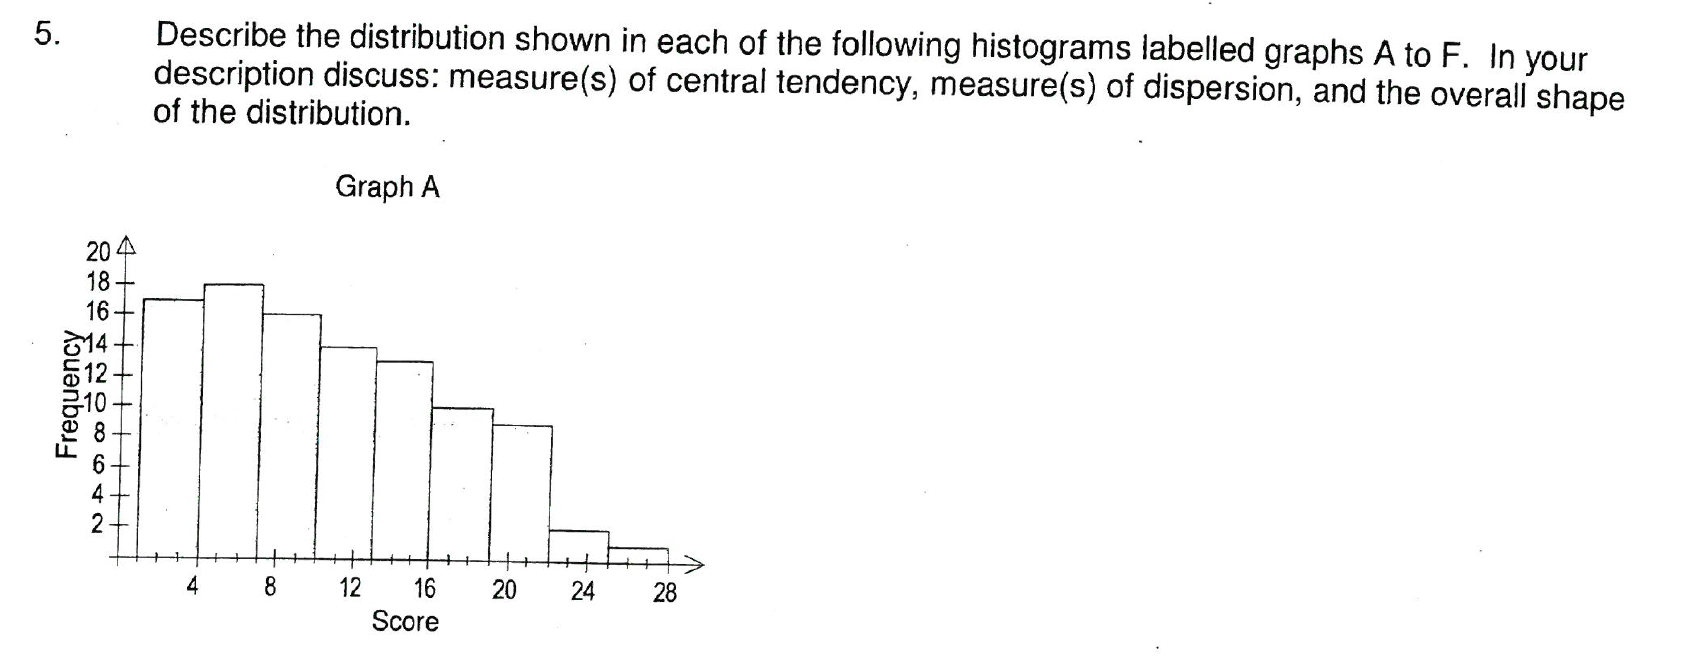 5. Describe the distribution shown in each of the following histograms labelled graphs A to F. In your
description discuss: measure(s) of central tendency, measure(s) of dispersion, and the overall shape
of the distribution.
Graph A
20
18
16
14
12
10
8
6
4
2
Frequency
4 8 12 16 20 24 28
Score